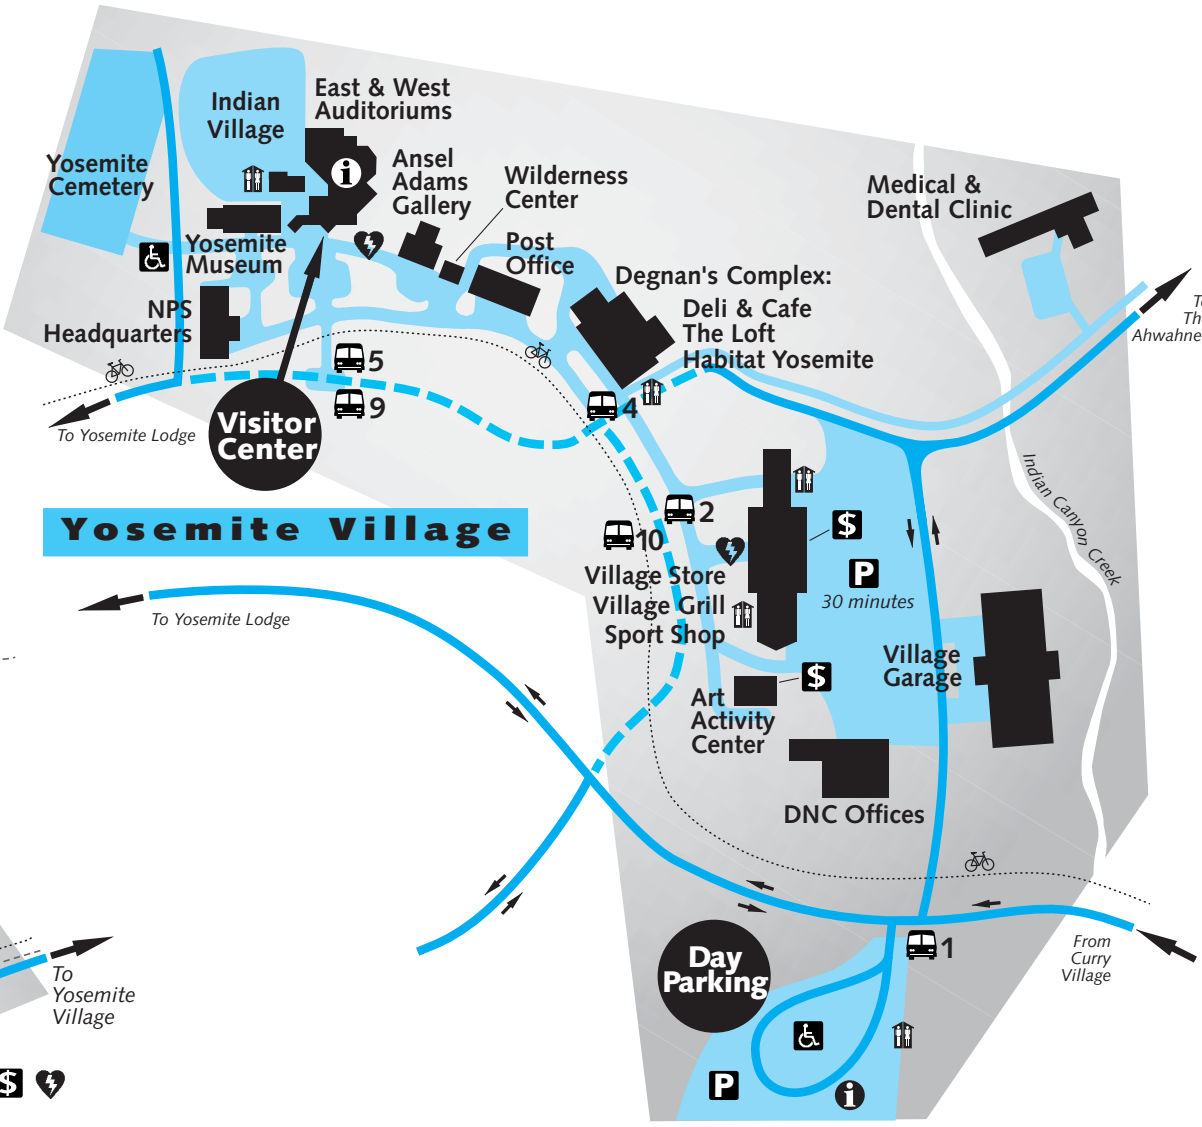 East & West
Auditoriums
Indian
Village
Yosemite
Cemetery
i
Ansel
Adams
Gallery
Wilderness
Center
Medical &
Dental Clinic
Yosemite
Museum
Post
Office
Degnan's Complex:
Deli & Cafe
The Loft
Habitat Yosemite
NPS
Headquarters
Ahwahne
5
9
4
To Yosemite Lodge
Visitor
Center
Indian Canyon Creek
Yosemite Village
2
10
$
P
30 minutes
Village Store
Village Grill
Sport Shop
To Yosemite Lodge
Village
Garage
$
Art
Activity
Center
DNC Offices
1
From
Curry
Village
Day
Parking
To
Yosemite
Village
P
i
$